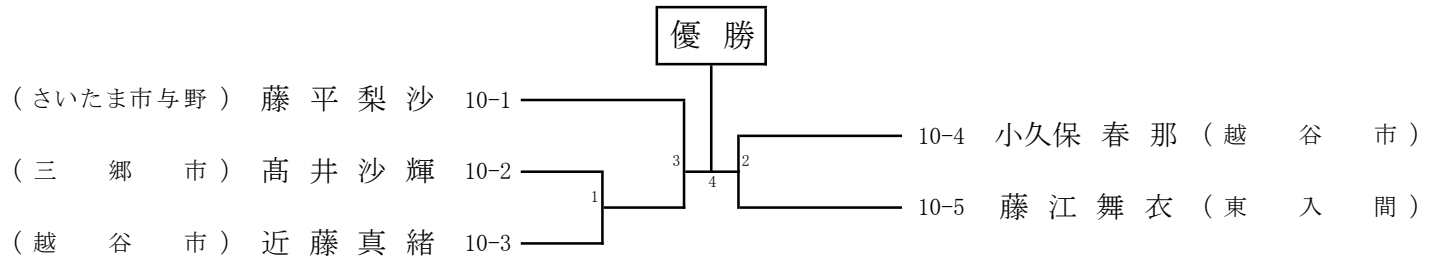 優勝
(さいたま市与野) 藤平梨沙 10-1
10-4 小久保春那 (越谷市)
(三郷市) 髙井沙輝 10-2
3
2
4
1
10-5 藤江舞衣 (東入間)
(越谷市) 近藤真緒 10-3